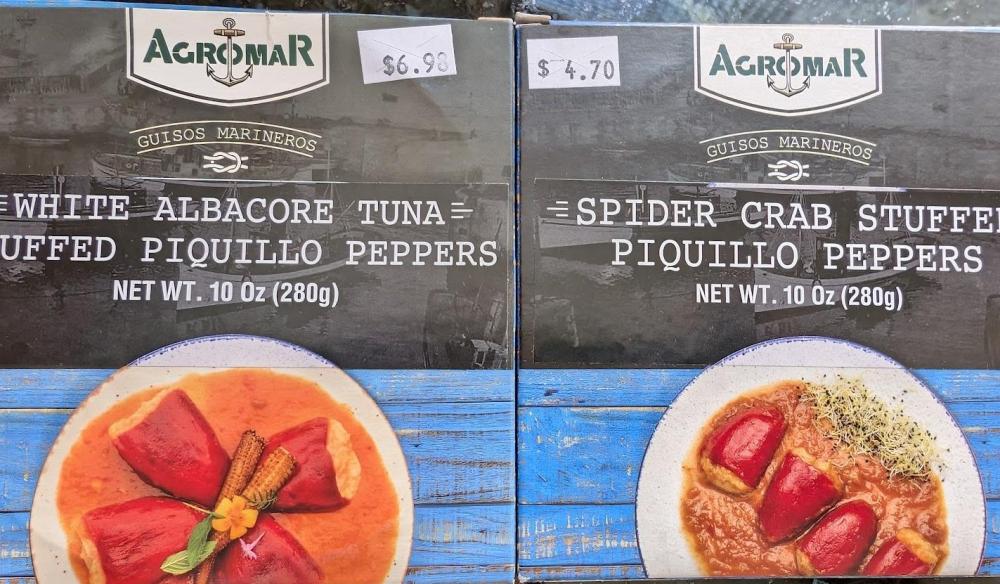 AGROMAR
$6.98
GUISOS MARINEROS
WHITE ALBACORE TUNA
UFFED PIQUILLO PEPPERS
NET WT. 10 Oz (280g)
$ 4.70
AGROMAR
GUISOS MARINEROS
SPIDER CRAB STUFFE
PIQUILLO PEPPERS
NET WT. 10 Oz (280g)